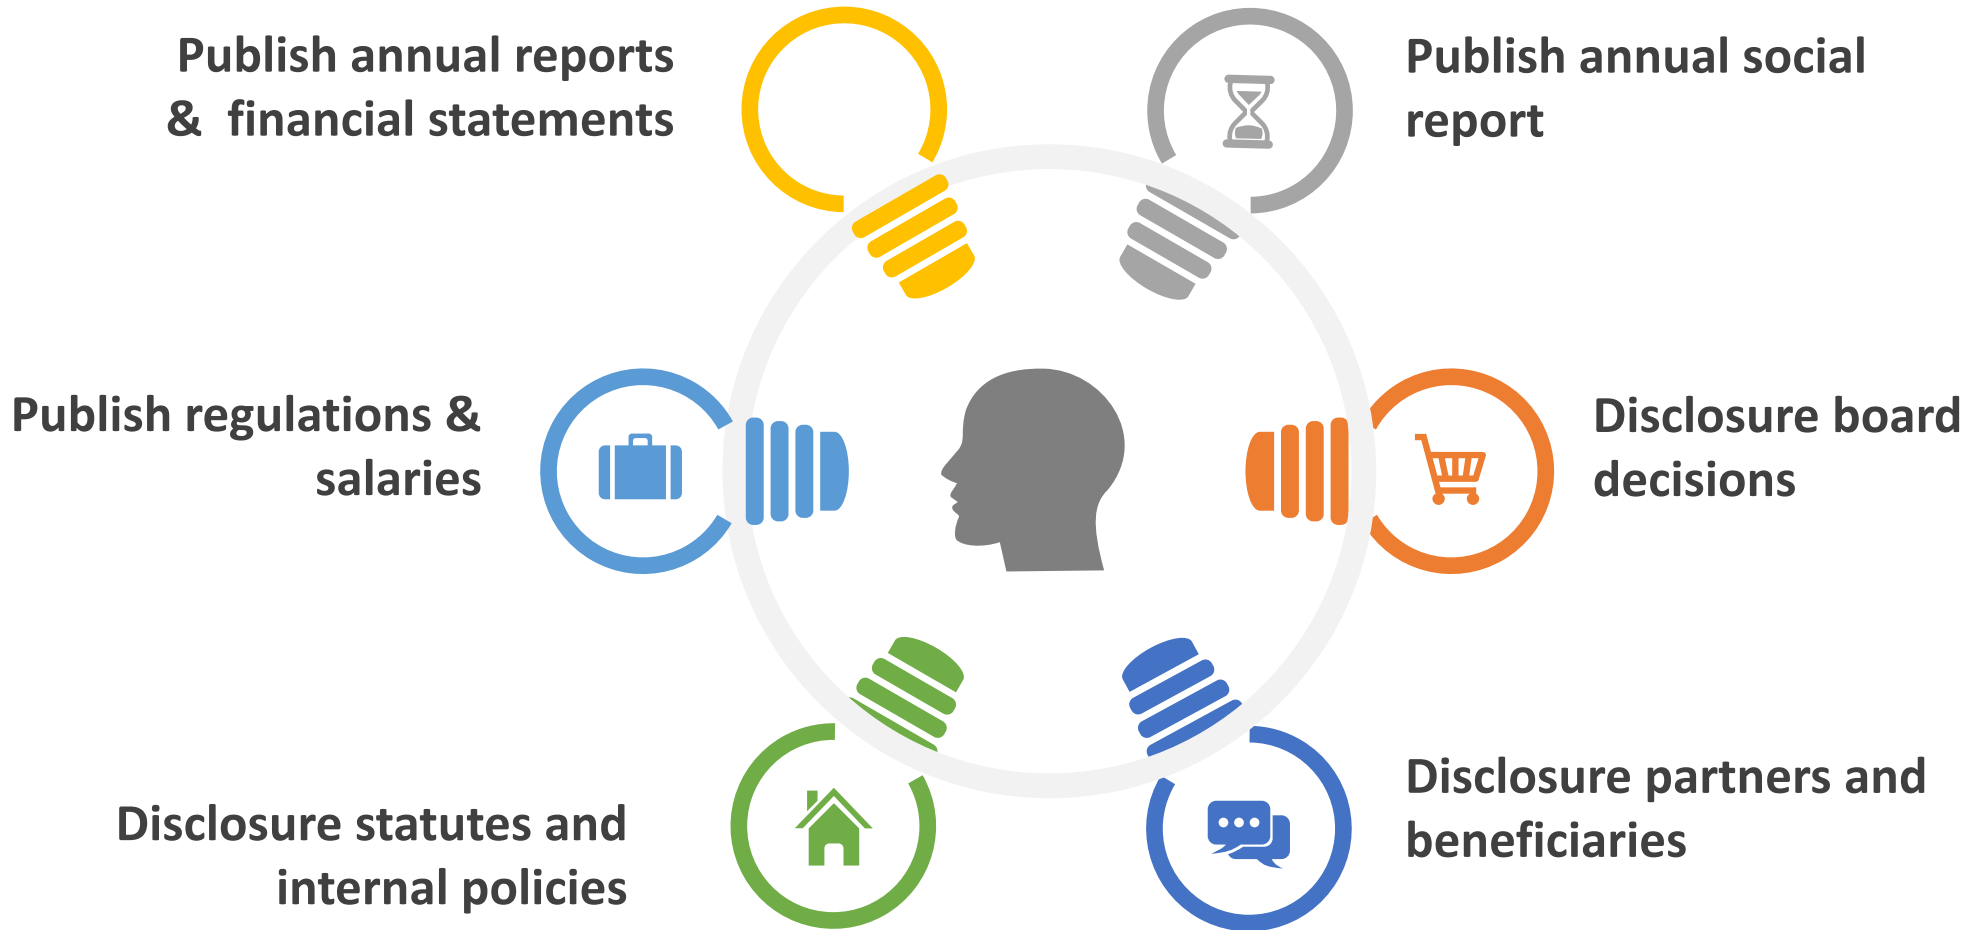 Publish annual reports
& financial statements
Publish annual social
report
Publish regulations &
salaries
Disclosure board
decisions
Disclosure statutes and
internal policies
Disclosure partners and
beneficiaries